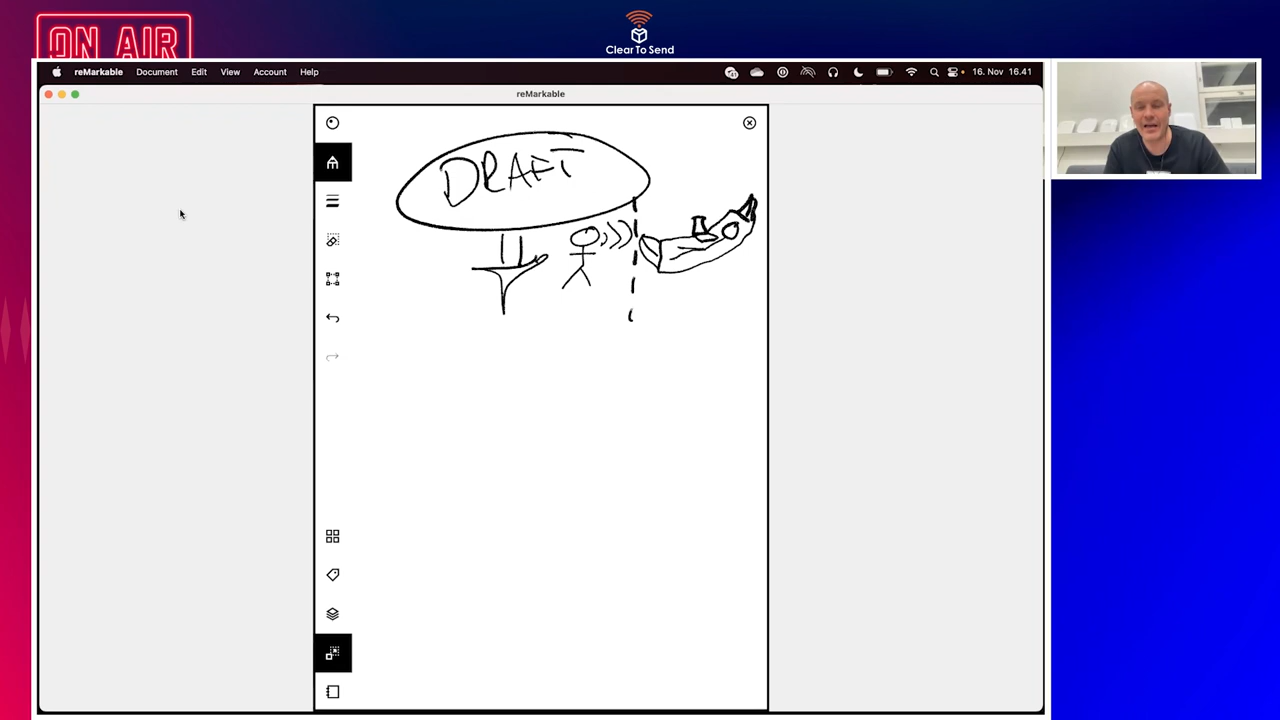 ON AIR
Clear To Send
reMarkable Document Edit View Account Help
16. Nov 16.41
reMarkable
DRAFT